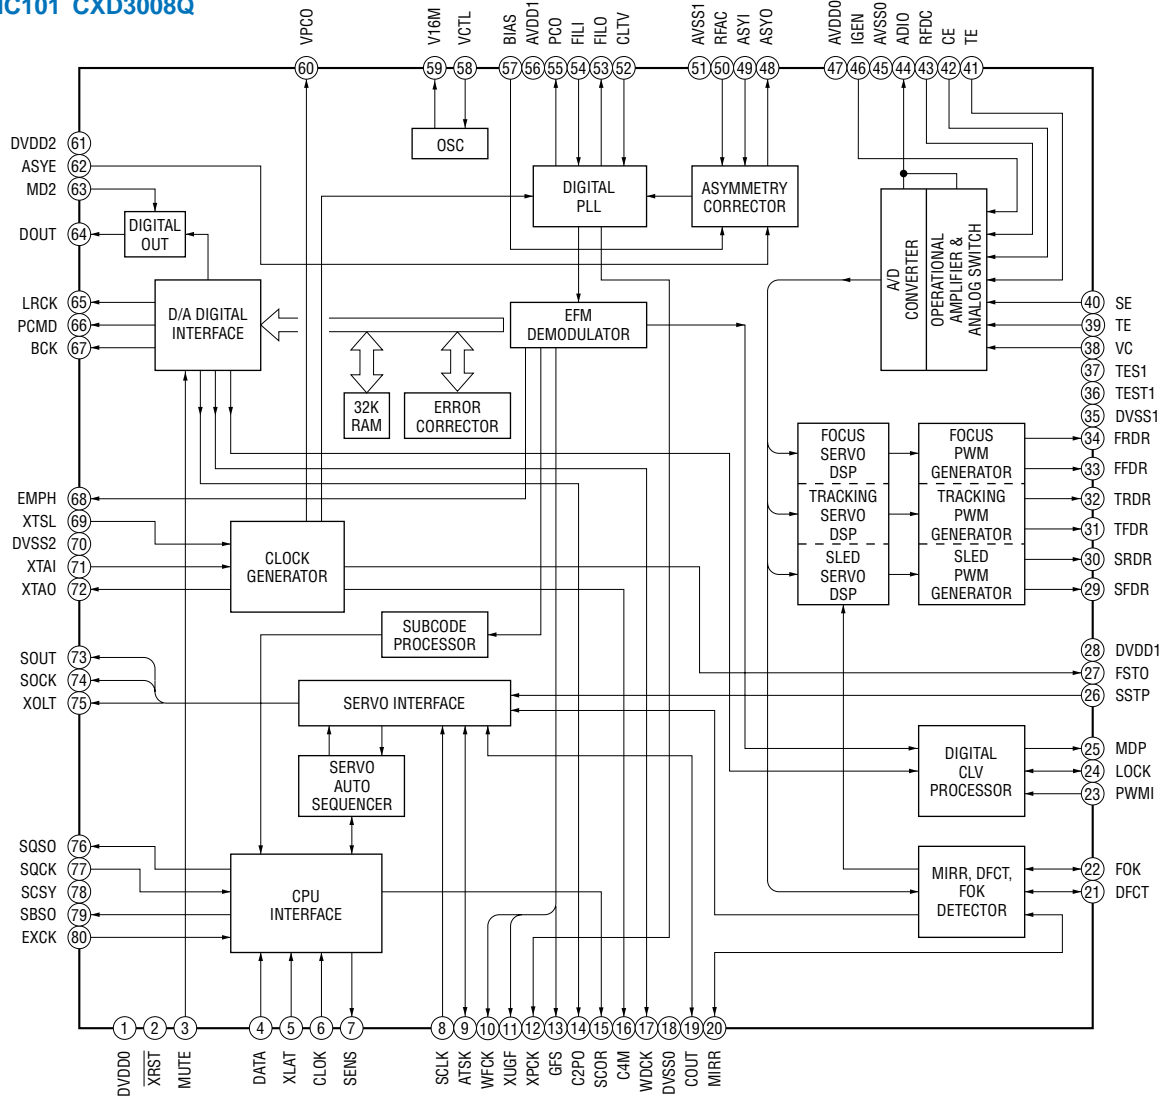 IC101 CXD3008Q
VPCO
V16M
VCTL
BIAS
AVDD1
PCO
FILI
FILO
CLTV
AVSS1
RFAC
ASYI
ASYO
AVDD0
IGEN
AVSS0
ADIO
RFDC
CE
TE
60
59
58
57
56
55
54
53
52
51
50
49
48
47
46
45
44
43
42
41
DVDD2 61
ASYE 62
MD2 63
DOUT 64
LRCK 65
PCMD 66
BCK 67
EMPH 68
XTSL 69
DVSS2 70
XTAI 71
XTAO 72
SOUT 73
SOCK 74
XOLT 75
SQSO 76
SQCK 77
SCSY 78
SBSO 79
EXCK 80
OSC
DIGITAL
PLL
ASYMMETRY
CORRECTOR
DIGITAL
OUT
D/A DIGITAL
INTERFACE
EFM
DEMODULATOR
32K
RAM
ERROR
CORRECTOR
A/D
CONVERTER
OPERATIONAL
AMPLIFIER &
ANALOG SWITCH
FOCUS
SERVO
DSP
TRACKING
SERVO
DSP
SLED
SERVO
DSP
FOCUS
PWM
GENERATOR
TRACKING
PWM
GENERATOR
SLED
PWM
GENERATOR
CLOCK
GENERATOR
SUBCODE
PROCESSOR
SERVO INTERFACE
SERVO
AUTO
SEQUENCER
CPU
INTERFACE
DIGITAL
CLV
PROCESSOR
MIRR, DFCT,
FOK
DETECTOR
40 SE
39 TE
38 VC
37 TES1
36 TEST1
35 DVSS1
34 FRDR
33 FFDR
32 TRDR
31 TFDR
30 SRDR
29 SFDR
28 DVDD1
27 FSTO
26 SSTP
25 MDP
24 LOCK
23 PWMI
22 FOK
21 DFCT
1
2
3
4
5
6
7
8
9
10
11
12
13
14
15
16
17
18
19
20
DVDD0
XRST
MUTE
DATA
XLAT
CLOK
SENS
SCLK
ATSK
WFCK
XUGF
XPCK
GFS
C2PO
SCOR
C4M
WDCK
DVSS0
COUT
MIRR